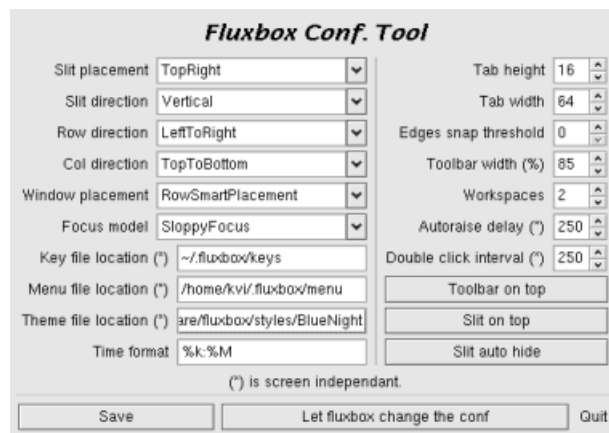 Fluxbox Conf. Tool
Slit placement TopRight
Slit direction Vertical
Row direction LeftToRight
Col direction TopToBottom
Window placement RowSmartPlacement
Focus model SloppyFocus
Key file location (*) ~/.fluxbox/keys
Menu file location (*) /home/kvi/.fluxbox/menu
Theme file location (*) are/fluxbox/styles/BlueNight
Time format %k:%M
Tab height 16
Tab width 64
Edges snap threshold 0
Toolbar width (%) 85
Workspaces 2
Autoraise delay (*) 250
Double click interval (*) 250
Toolbar on top
Slit on top
Slit auto hide
(*) is screen independant.
Save Let fluxbox change the conf Quit